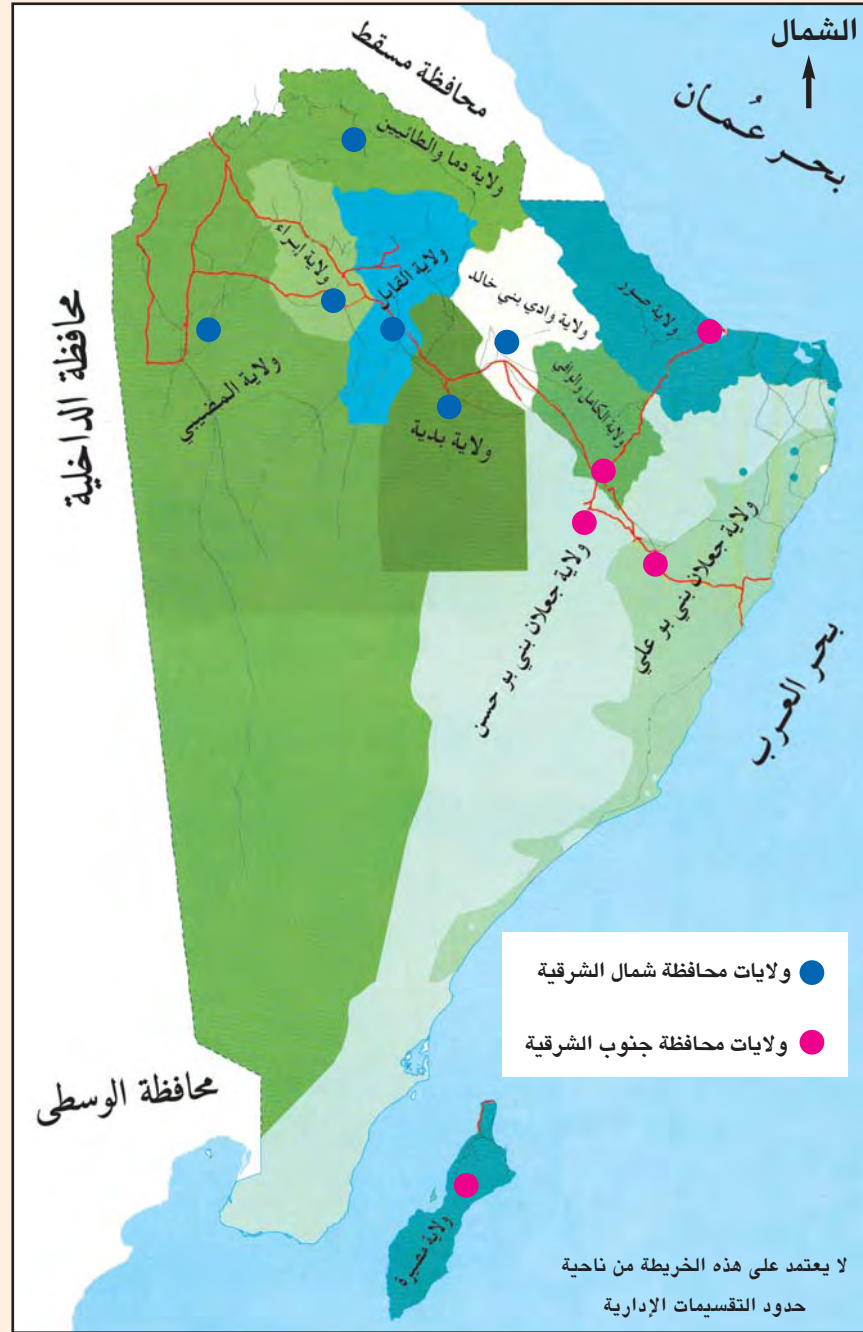 الشمال
محافظة مسقط
بحر عُمان
ولاية دما والطائيين
ولاية إبراء
ولاية القابل
ولاية وادي بني خالد
ولاية صور
محافظة الداخلية
ولاية المضيبي
ولاية بدية
ولاية الكامل والوافي
ولاية جعلان بني بو حسن
ولاية جعلان بني بو علي
بحر العرب
ولايات محافظة شمال الشرقية
ولايات محافظة جنوب الشرقية
محافظة الوسطى
ولاية مصيرة
لا يعتمد على هذه الخريطة من ناحية
حدود التقسيمات الإدارية